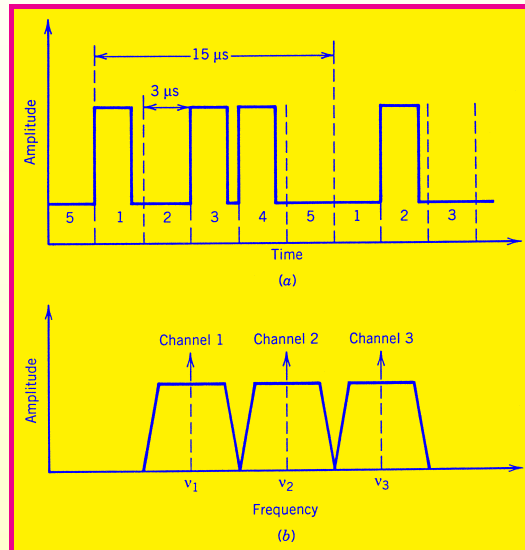 15 μs
3 μs
Amplitude
5 1 2 3 4 5 1 2 3
Time
(a)
Channel 1 Channel 2 Channel 3
Amplitude
ν1 ν2 ν3
Frequency
(b)